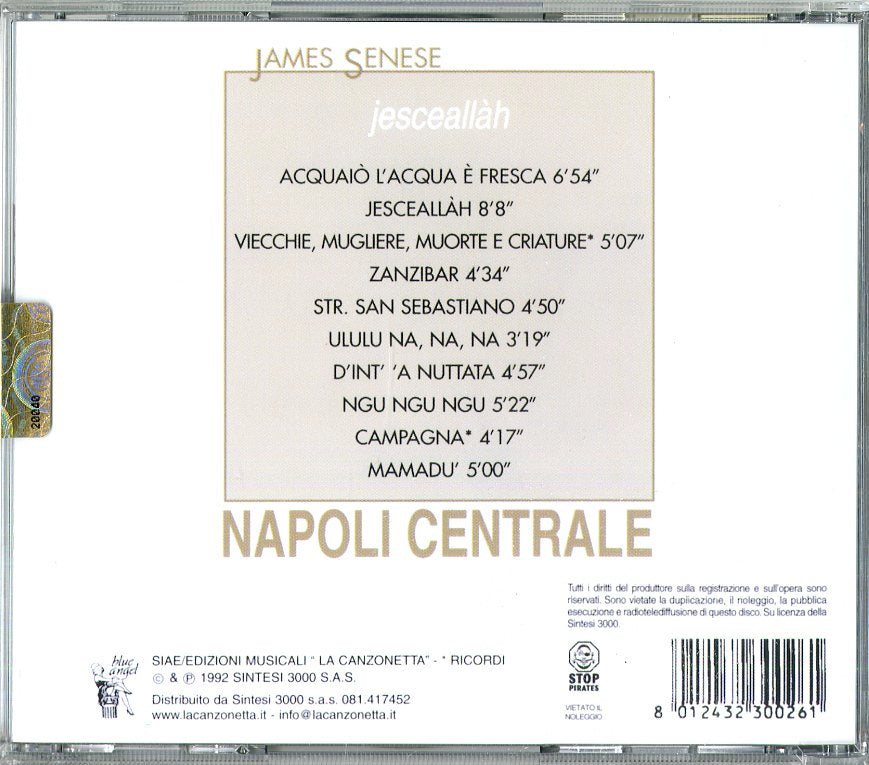 JAMES SENESE
jesceallàh
ACQUAIÒ L'ACQUA È FRESCA 6'54”
JESCEALLÀH 8'8”
VIECCHIE, MUGLIERE, MUORTE E CRIATURE* 5'07”
ZANZIBAR 4'34”
STR. SAN SEBASTIANO 4'50”
ULULU NA, NA, NA 3'19”
D'INT' 'A NUTTATA 4'57”
NGU NGU NGU 5'22”
CAMPAGNA* 4'17”
MAMADU' 5'00”
NAPOLI CENTRALE
20040
Tutti i diritti del produttore sulla registrazione e sull'opera sono
riservati. Sono vietate la duplicazione, il noleggio, la pubblica
esecuzione e radiotelediffusione di questo disco. Su licenza della
Sintesi 3000.
blue angel
SIAE/EDIZIONI MUSICALI “ LA CANZONETTA” - * RICORDI
© & ℗ 1992 SINTESI 3000 S.A.S.
Distribuito da Sintesi 3000 s.a.s. 081.417452
www.lacanzonetta.it - info@lacanzonetta.it
STOP
PIRATES
VIETATO IL
NOLEGGIO
8 012432 300261